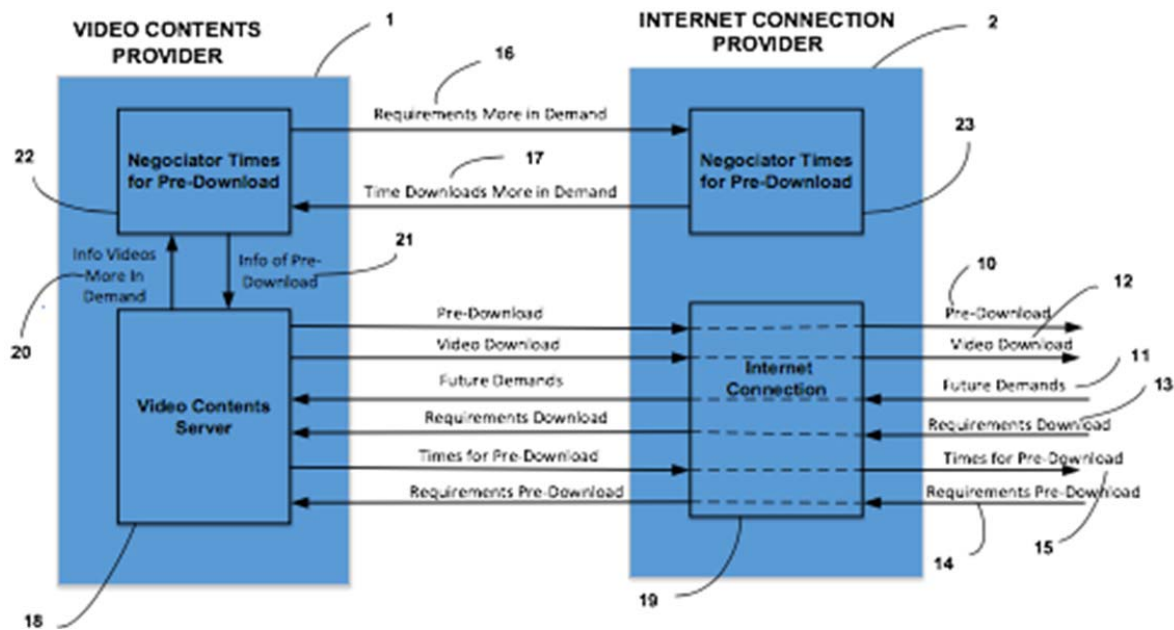 VIDEO CONTENTS
PROVIDER
1
INTERNET CONNECTION
PROVIDER
2
16
Requirements More in Demand
22
Negociator Times
for Pre-Download
17
Time Downloads More in Demand
Negociator Times
for Pre-Download
23
Info Videos
More In
Demand
20
Info of Pre-
Download
21
10
12
Pre-Download
Pre-Download
Video Download
Video Download
Internet
Connection
Future Demands
Future Demands
11
13
Video Contents
Server
Requirements Download
Requirements Download
Times for Pre-Download
Times for Pre-Download
Requirements Pre-Download
Requirements Pre-Download
18
19
14
15